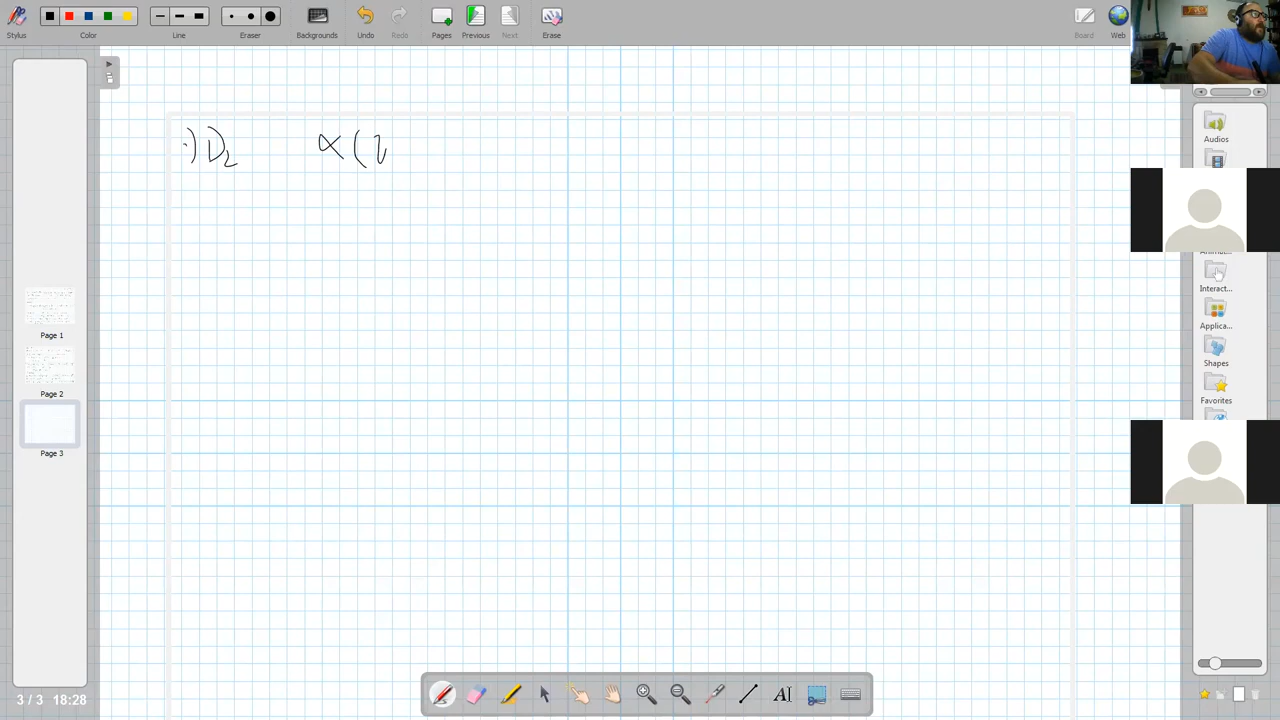 Stylus
Color
Line
Eraser
Backgrounds
Undo
Redo
Pages
Previous
Next
Erase
Board
Web
·) D₂ α (
Audios
Interact...
Applica...
Shapes
Favorites
Page 1
Page 2
Page 3
3 / 3 18:28